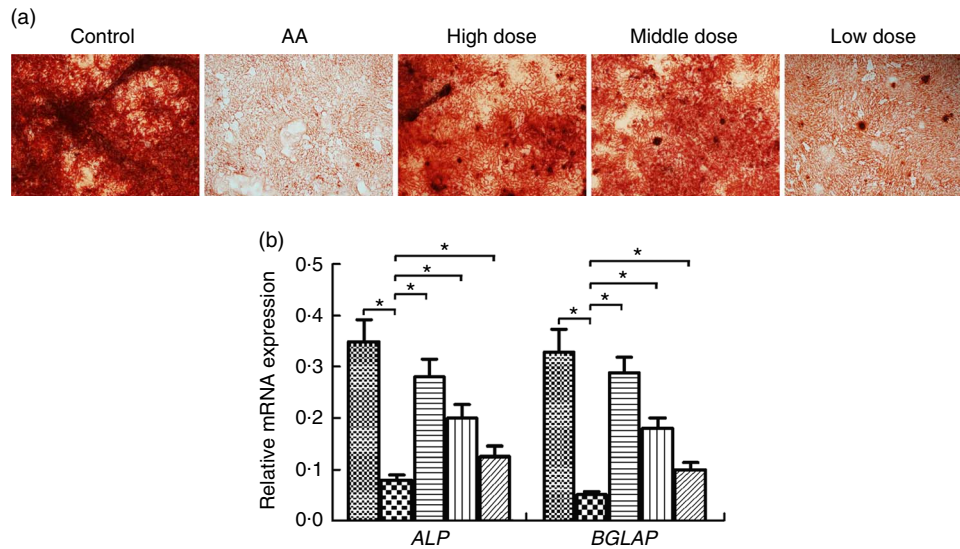 (a)
Control AA High dose Middle dose Low dose
(b)
* * * * * * * *
Relative mRNA expression
0·5
0·4
0·3
0·2
0·1
0·0
ALP BGLAP